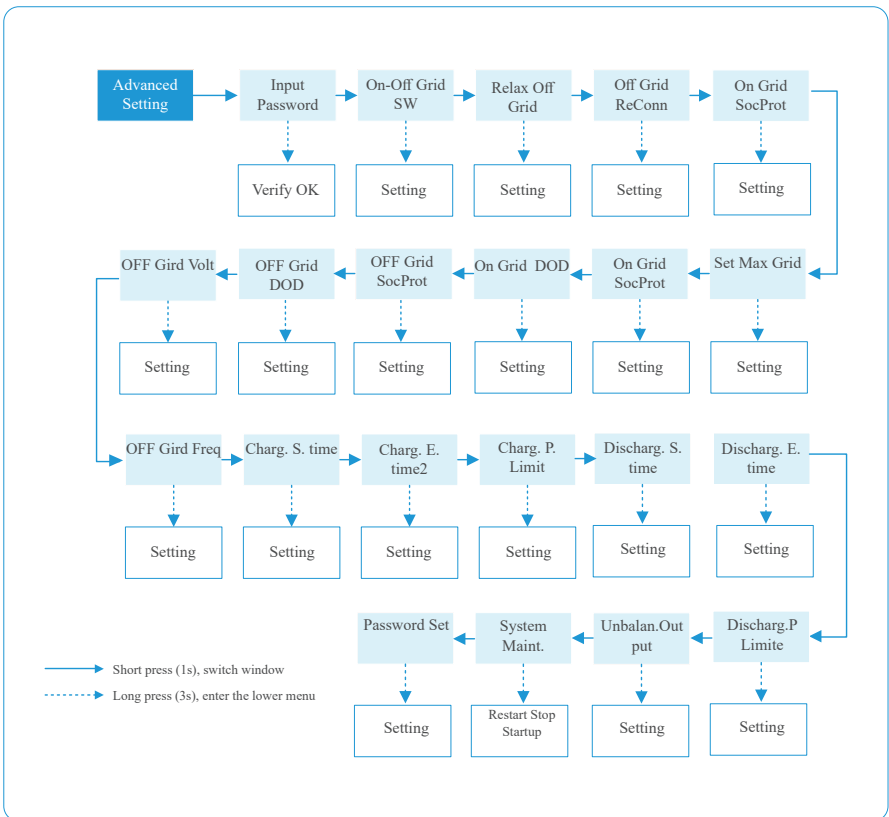 Advanced
Setting
Input
Password
On-Off Grid
SW
Relax Off
Grid
Off Grid
ReConn
On Grid
SocProt
Verify OK
Setting
Setting
Setting
Setting
OFF Gird Volt
OFF Grid
DOD
OFF Grid
SocProt
On Grid DOD
On Grid
SocProt
Set Max Grid
Setting
Setting
Setting
Setting
Setting
Setting
OFF Gird Freq
Charg. S. time
Charg. E.
time2
Charg. P.
Limit
Discharg. S.
time
Discharg. E.
time
Setting
Setting
Setting
Setting
Setting
Setting
Password Set
System
Maint.
Unbalan.Out
put
Discharg.P
Limite
Short press (1s), switch window
Long press (3s), enter the lower menu
Setting
Restart Stop
Startup
Setting
Setting